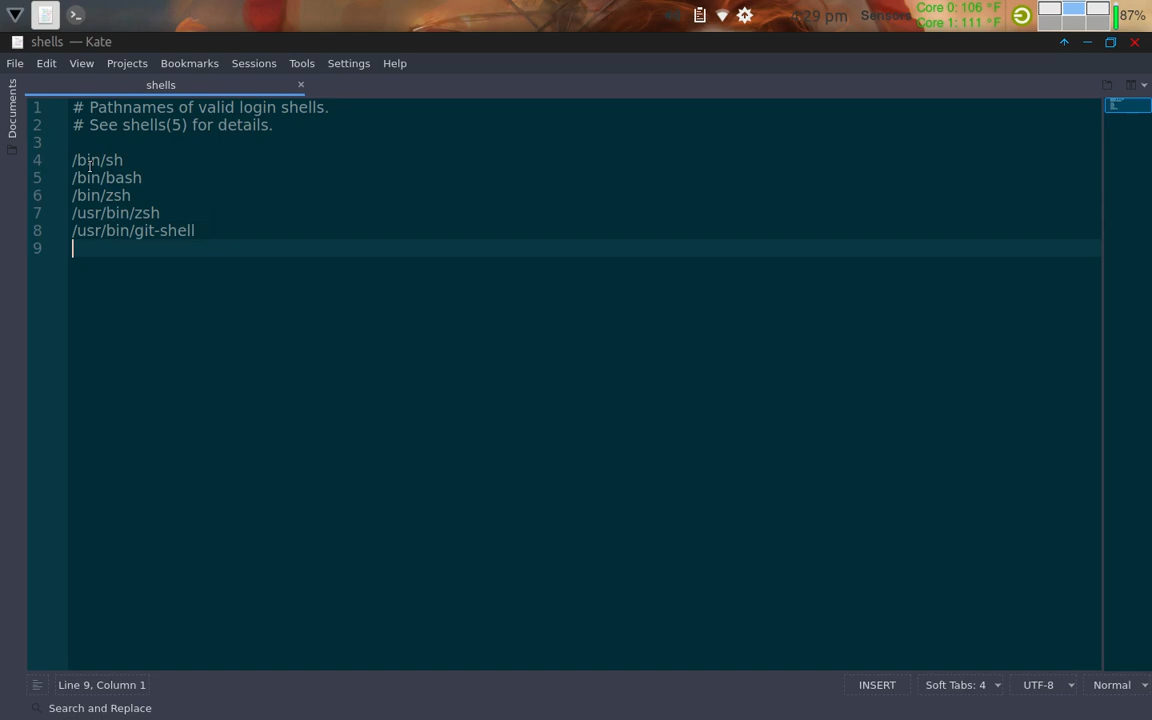 :29 pm
Sensors
Core 0: 106 °F
Core 1: 111 °F
87%
shells — Kate
File Edit View Projects Bookmarks Sessions Tools Settings Help
shells
Documents
1 # Pathnames of valid login shells.
2 # See shells(5) for details.
3
4 /bin/sh
5 /bin/bash
6 /bin/zsh
7 /usr/bin/zsh
8 /usr/bin/git-shell
9
Line 9, Column 1 INSERT Soft Tabs: 4 UTF-8 Normal
Search and Replace